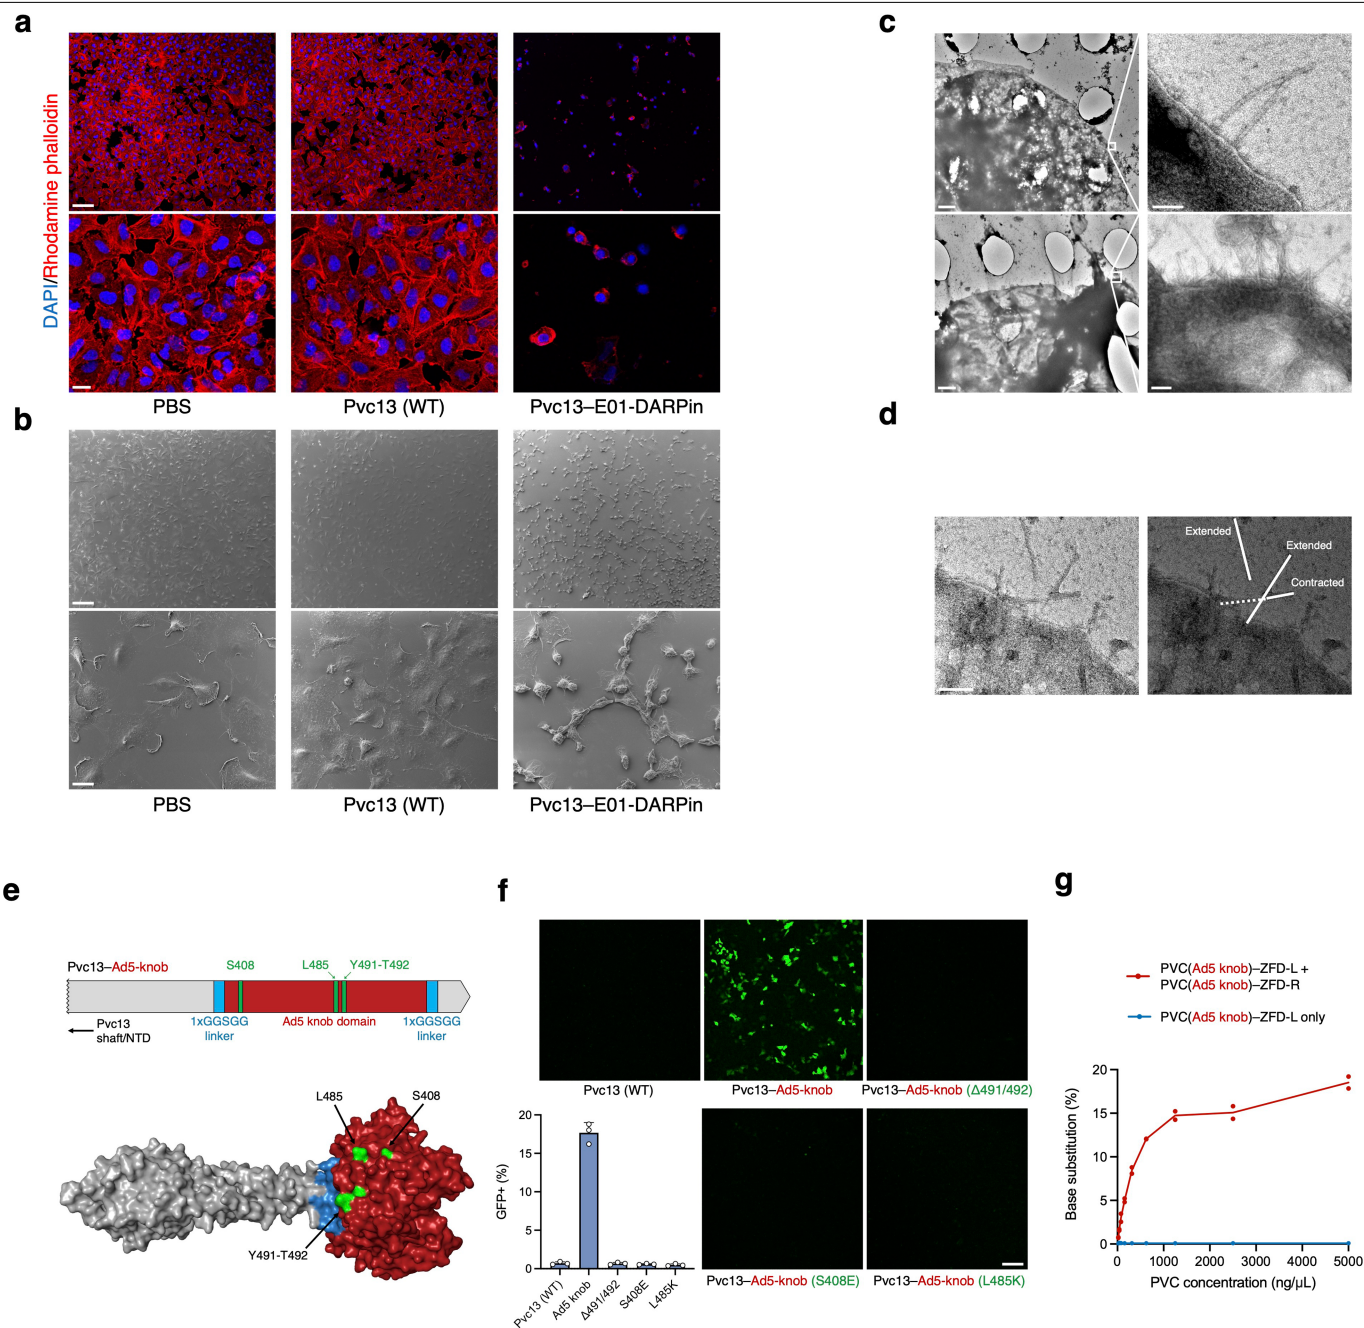 a
DAPI/Rhodamine phalloidin
PBS
Pvc13 (WT)
Pvc13–E01-DARPin
b
PBS
Pvc13 (WT)
Pvc13–E01-DARPin
c
d
Extended
Extended
Contracted
e
Pvc13–Ad5-knob
S408
L485
Y491-T492
1xGGSGG
linker
Ad5 knob domain
1xGGSGG
linker
Pvc13
shaft/NTD
L485
S408
Y491-T492
f
Pvc13 (WT)
Pvc13–Ad5-knob
Pvc13–Ad5-knob (Δ491/492)
GFP+ (%)
20
15
10
5
0
Pvc13 (WT)
Ad5 knob
Δ491/492
S408E
L485K
Pvc13–Ad5-knob (S408E)
Pvc13–Ad5-knob (L485K)
g
PVC(Ad5 knob)–ZFD-L +
PVC(Ad5 knob)–ZFD-R
PVC(Ad5 knob)–ZFD-L only
Base substitution (%)
20
15
10
5
0
0
1000
2000
3000
4000
5000
PVC concentration (ng/µL)